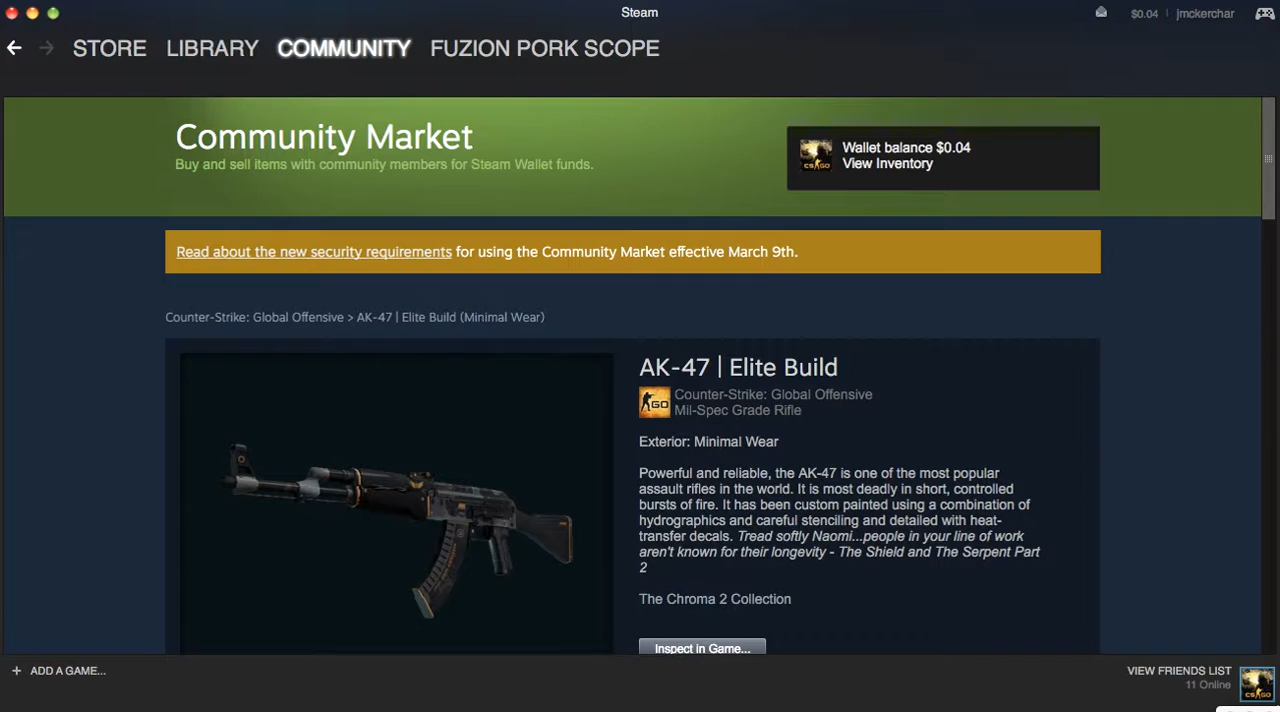 Steam
$0.04
jmckerchar
STORE LIBRARY COMMUNITY FUZION PORK SCOPE
Community Market
Buy and sell items with community members for Steam Wallet funds.
CS GO
Wallet balance $0.04
View Inventory
Read about the new security requirements for using the Community Market effective March 9th.
Counter-Strike: Global Offensive > AK-47 | Elite Build (Minimal Wear)
AK-47 | Elite Build
GO
Counter-Strike: Global Offensive
Mil-Spec Grade Rifle
Exterior: Minimal Wear
Powerful and reliable, the AK-47 is one of the most popular
assault rifles in the world. It is most deadly in short, controlled
bursts of fire. It has been custom painted using a combination of
hydrographics and careful stenciling and detailed with heat-
transfer decals. Tread softly Naomi...people in your line of work
aren't known for their longevity - The Shield and The Serpent Part
2
The Chroma 2 Collection
Inspect in Game...
+ ADD A GAME...
VIEW FRIENDS LIST
11 Online
CS GO